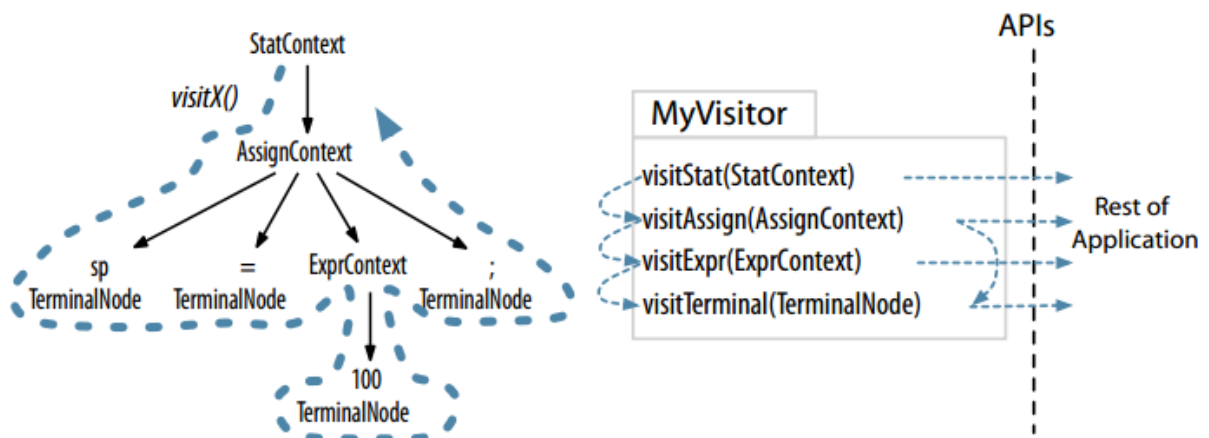 StatContext
visitX()
AssignContext
sp
TerminalNode
=
TerminalNode
ExprContext
;
TerminalNode
100
TerminalNode
APIs
MyVisitor
visitStat(StatContext)
visitAssign(AssignContext)
visitExpr(ExprContext)
visitTerminal(TerminalNode)
Rest of
Application